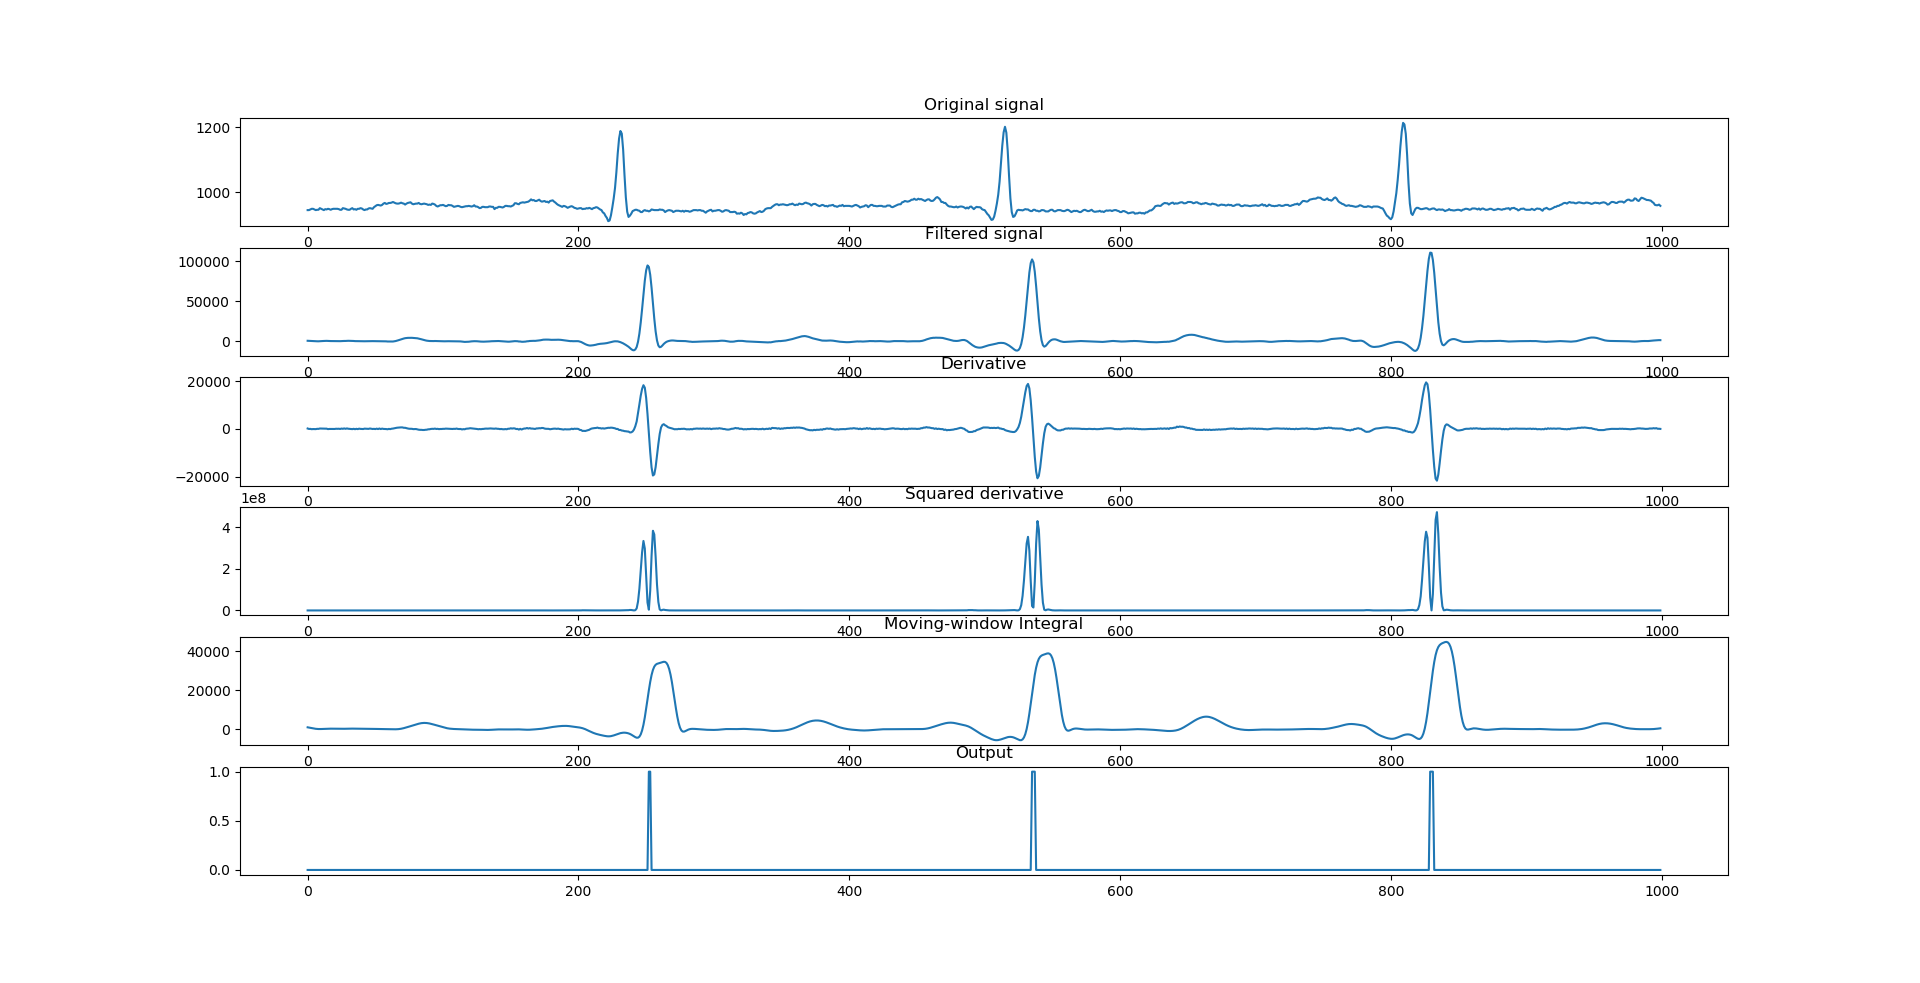 Original signal
1200
1000
0 200 400 600 800 1000
Filtered signal
100000
50000
0
0 200 400 600 800 1000
Derivative
20000
0
−20000
0 200 400 600 800 1000
1e8
Squared derivative
4
2
0
0 200 400 600 800 1000
Moving-window Integral
40000
20000
0
0 200 400 600 800 1000
Output
1.0
0.5
0.0
0 200 400 600 800 1000